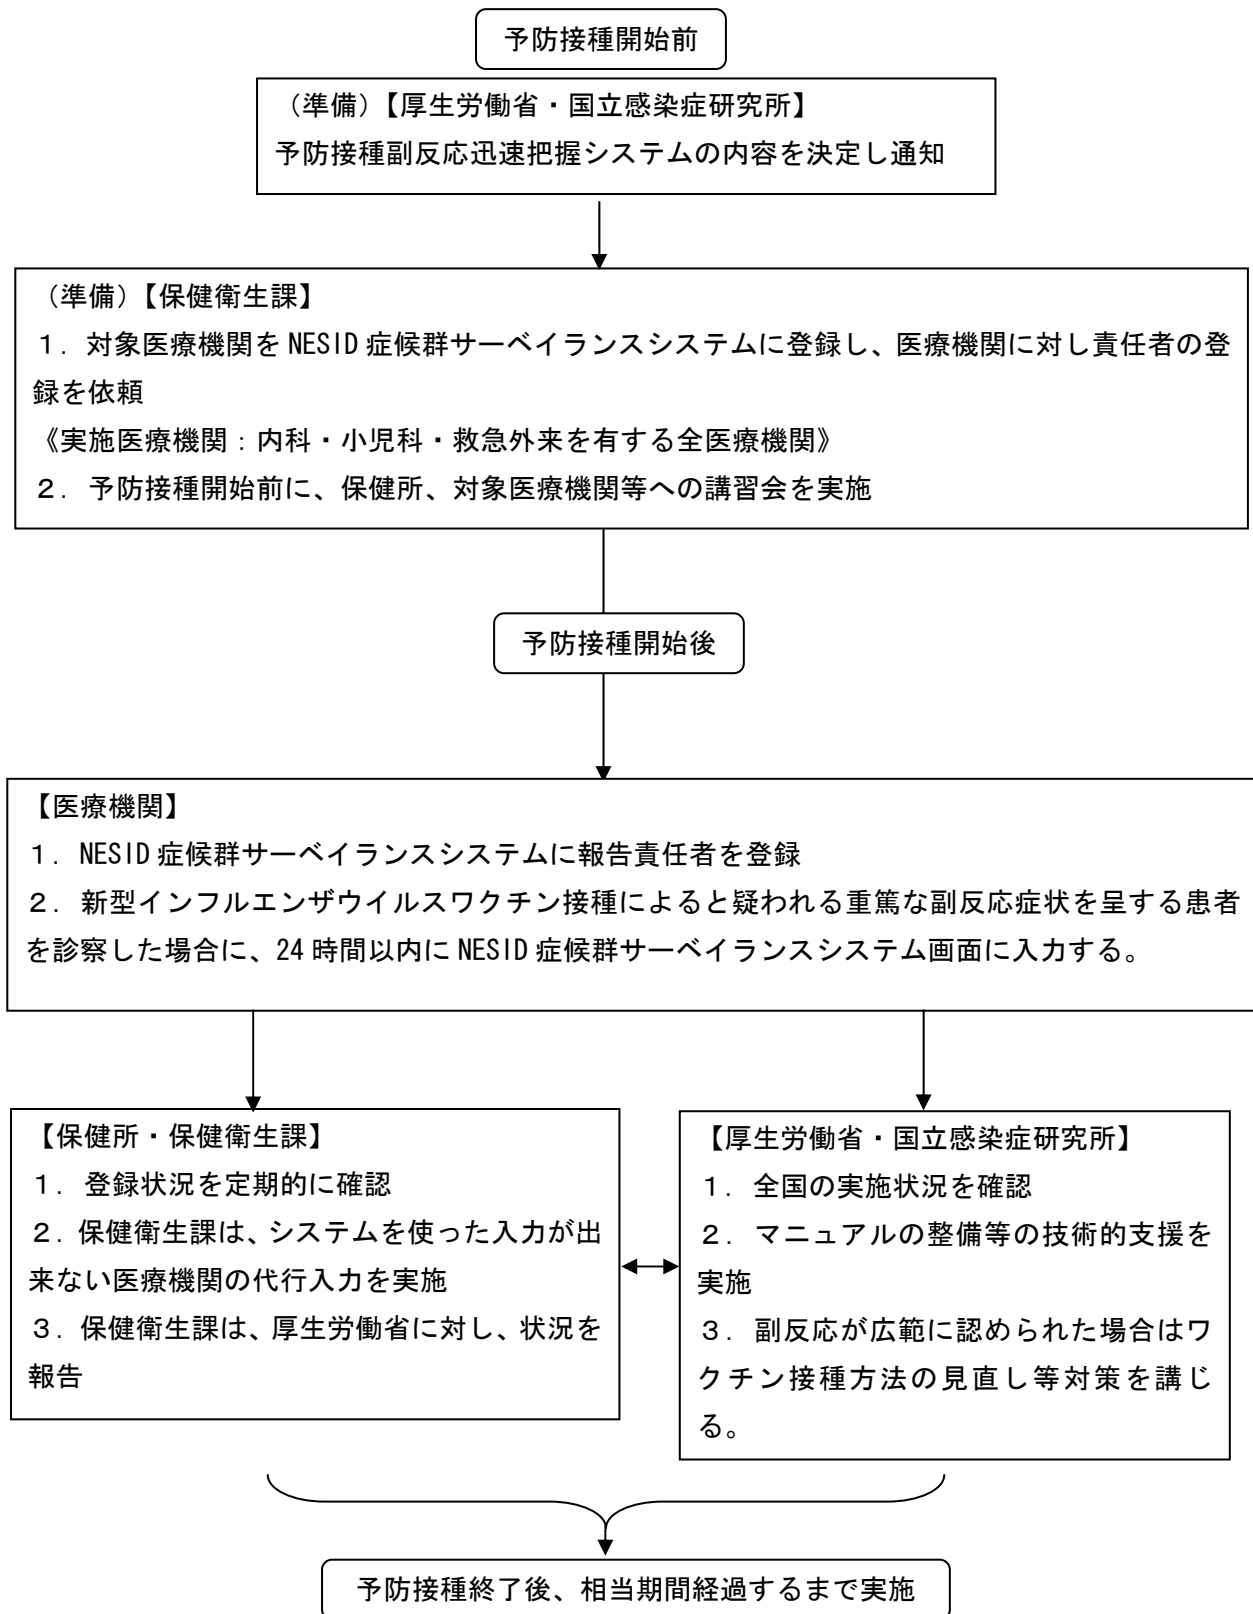 予防接種開始前
（準備）【厚生労働省・国立感染症研究所】
予防接種副反応迅速把握システムの内容を決定し通知
（準備）【保健衛生課】
１．対象医療機関を NESID 症候群サーベイランスシステムに登録し、医療機関に対し責任者の登
録を依頼
《実施医療機関：内科・小児科・救急外来を有する全医療機関》
２．予防接種開始前に、保健所、対象医療機関等への講習会を実施
予防接種開始後
【医療機関】
１．NESID 症候群サーベイランスシステムに報告責任者を登録
２．新型インフルエンザウイルスワクチン接種によると疑われる重篤な副反応症状を呈する患者
を診察した場合に、24 時間以内に NESID 症候群サーベイランスシステム画面に入力する。
【保健所・保健衛生課】
１．登録状況を定期的に確認
２．保健衛生課は、システムを使った入力が出
来ない医療機関の代行入力を実施
３．保健衛生課は、厚生労働省に対し、状況を
報告
【厚生労働省・国立感染症研究所】
１．全国の実施状況を確認
２．マニュアルの整備等の技術的支援を
実施
３．副反応が広範に認められた場合はワ
クチン接種方法の見直し等対策を講じ
る。
予防接種終了後、相当期間経過するまで実施